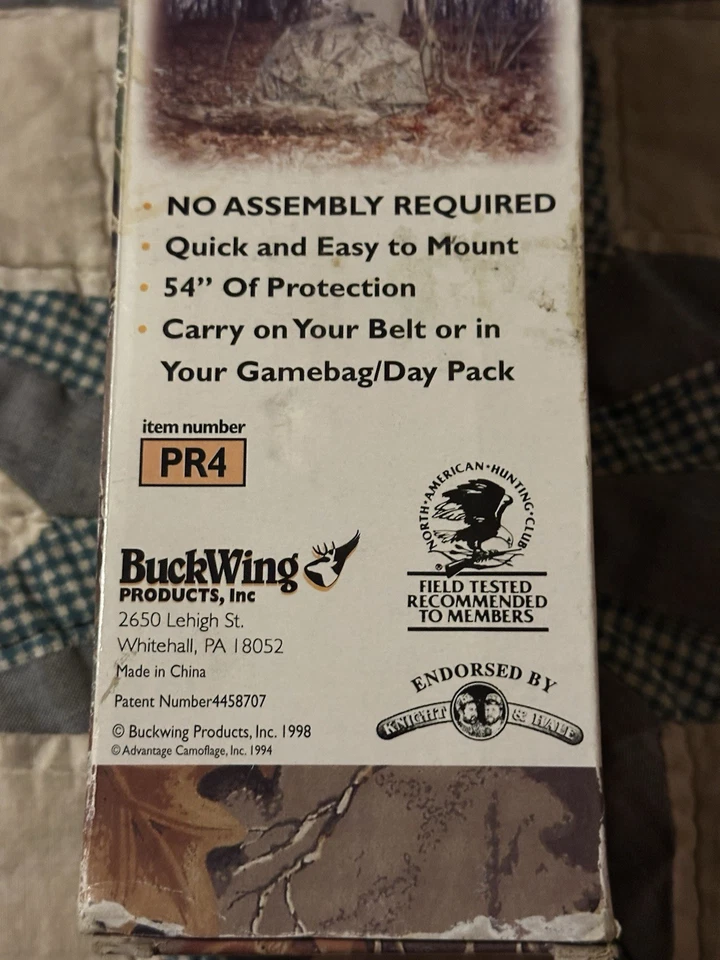 • NO ASSEMBLY REQUIRED
• Quick and Easy to Mount
• 54” Of Protection
• Carry on Your Belt or in
Your Gamebag/Day Pack
item number
PR4
NORTH•AMERICAN•HUNTING•CLUB
®
FIELD TESTED
RECOMMENDED
TO MEMBERS
BuckWing
PRODUCTS, Inc
2650 Lehigh St.
Whitehall, PA 18052
Made in China
Patent Number4458707
© Buckwing Products, Inc. 1998
© Advantage Camoflage, Inc. 1994
ENDORSED BY
KNIGHT & HALE